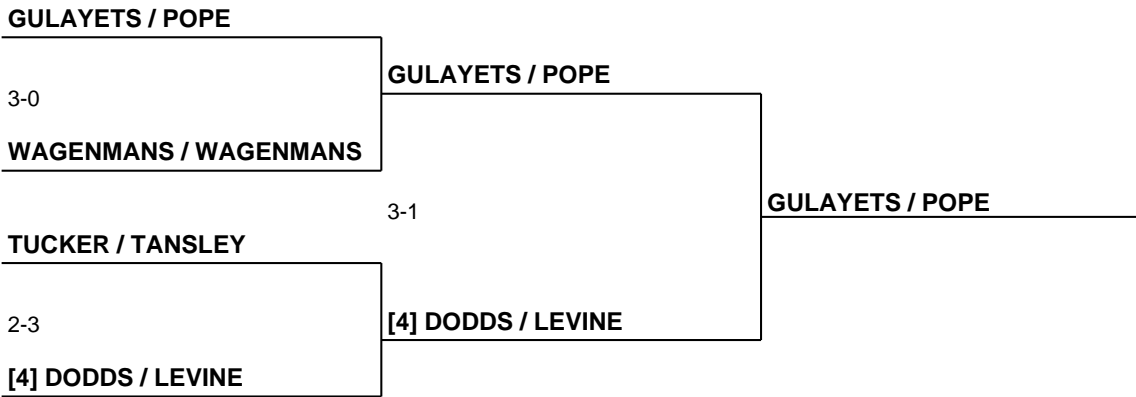 GULAYETS / POPE
GULAYETS / POPE
3-0
WAGENMANS / WAGENMANS
3-1
GULAYETS / POPE
TUCKER / TANSLEY
2-3
[4] DODDS / LEVINE
[4] DODDS / LEVINE